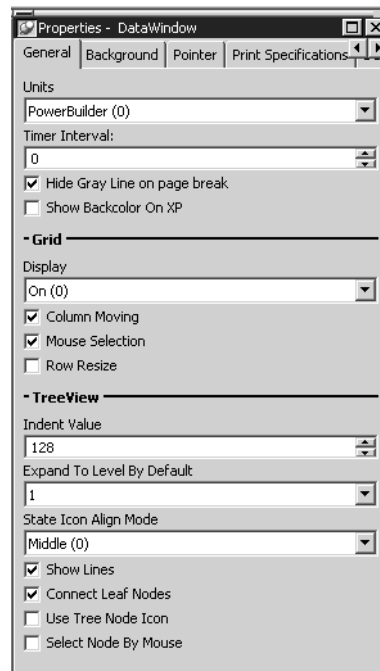 Properties - DataWindow
General Background Pointer Print Specifications
Units
PowerBuilder (0)
Timer Interval:
0
Hide Gray Line on page break
Show Backcolor On XP
- Grid
Display
On (0)
Column Moving
Mouse Selection
Row Resize
- TreeView
Indent Value
128
Expand To Level By Default
1
State Icon Align Mode
Middle (0)
Show Lines
Connect Leaf Nodes
Use Tree Node Icon
Select Node By Mouse